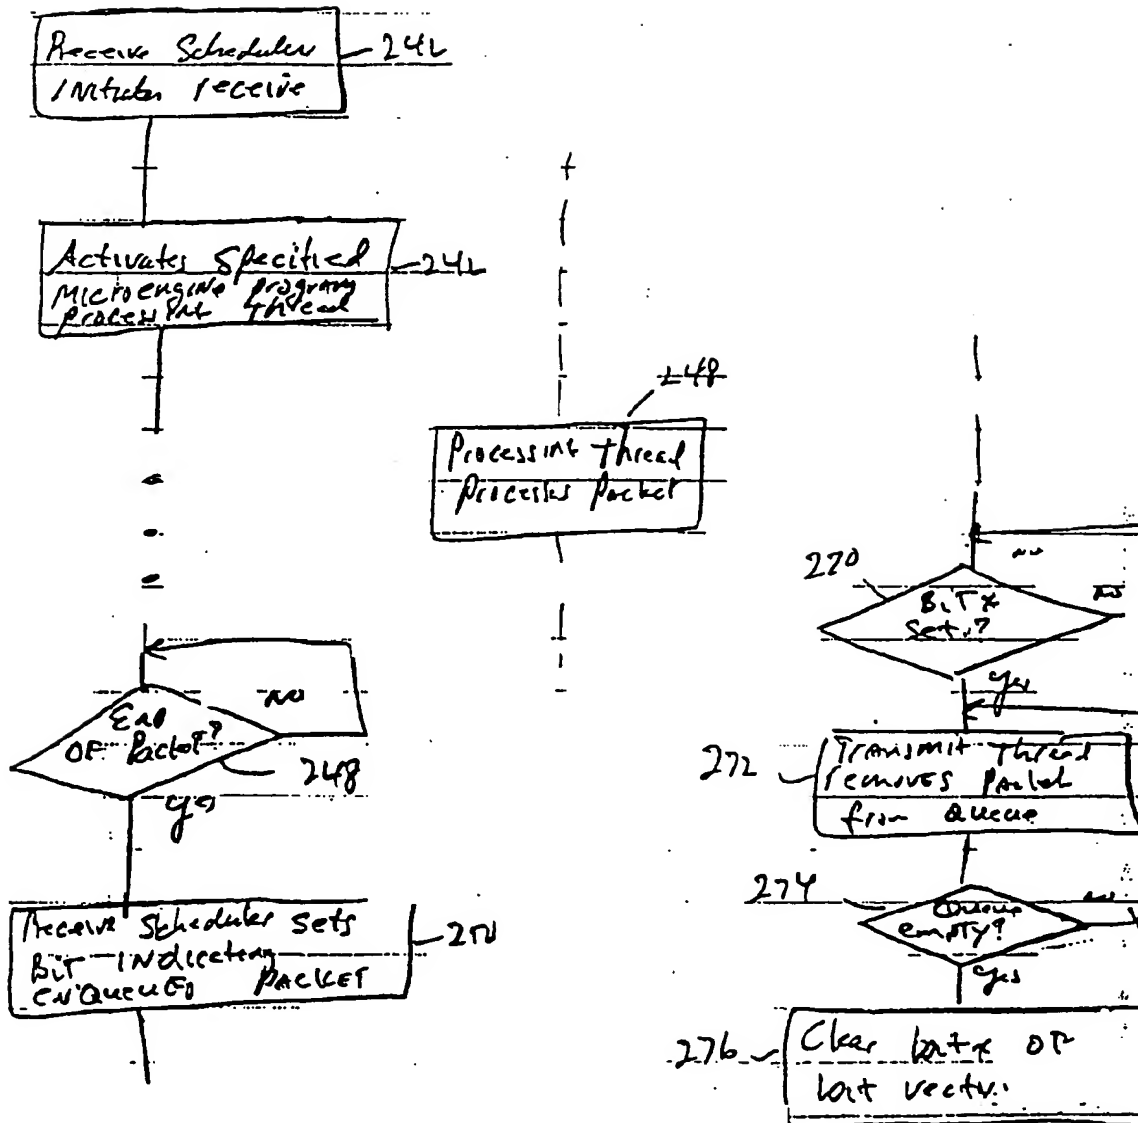 Receive Scheduler
initiates receive
242
Activates Specified
Microengine program
processing thread
242
248
Processing thread
processes packet
End
OF Packet?
NO
248
yes
Receive Scheduler sets
BIT INDICATING
ENQUEUED PACKET
270
BIT x
set?
NO
NO
yes
272
TRANSMIT thread
removes packet
from Queue
274
Queue
empty?
NO
yes
276
Clear bit x OF
bit vector